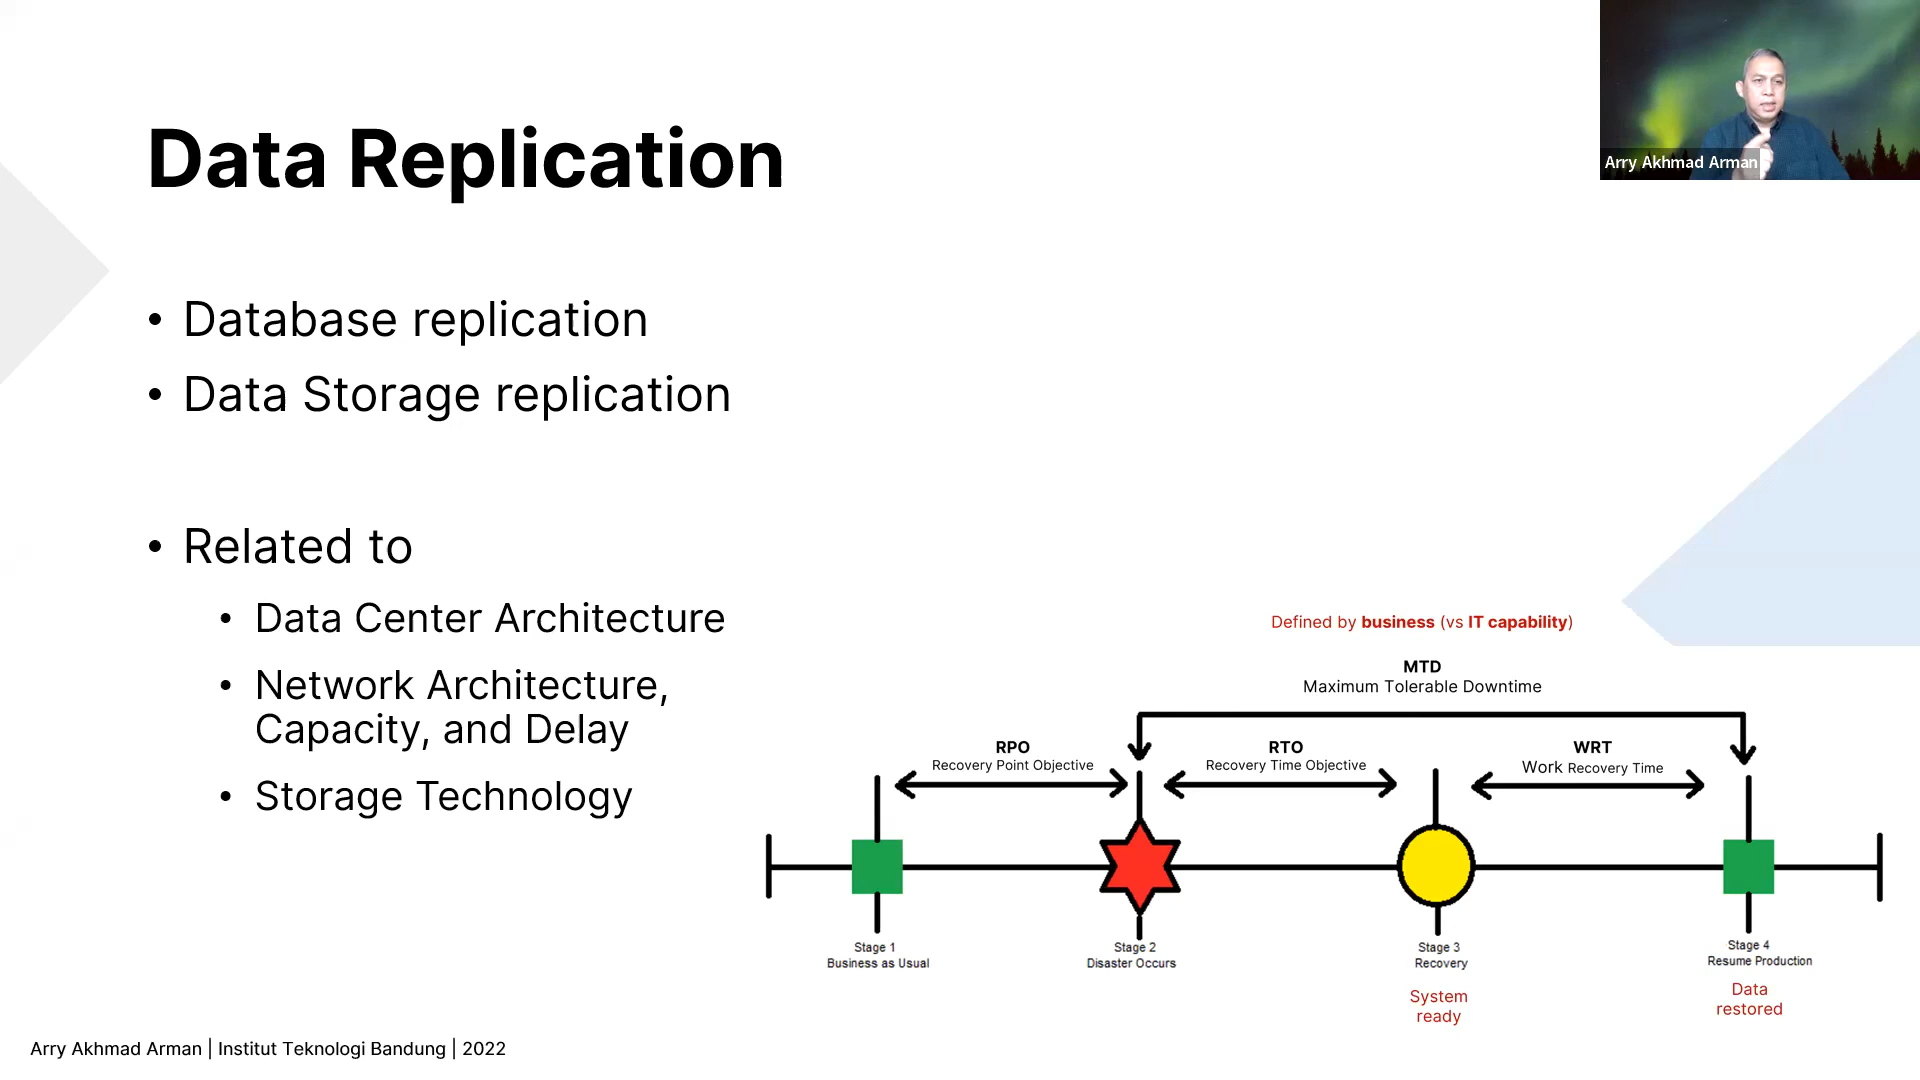 Arry Akhmad Arman
Data Replication
• Database replication
• Data Storage replication
• Related to
• Data Center Architecture
• Network Architecture,
Capacity, and Delay
• Storage Technology
Defined by business (vs IT capability)
MTD
Maximum Tolerable Downtime
RPO
Recovery Point Objective
RTO
Recovery Time Objective
WRT
Work Recovery Time
Stage 1
Business as Usual
Stage 2
Disaster Occurs
Stage 3
Recovery
System
ready
Stage 4
Resume Production
Data
restored
Arry Akhmad Arman | Institut Teknologi Bandung | 2022